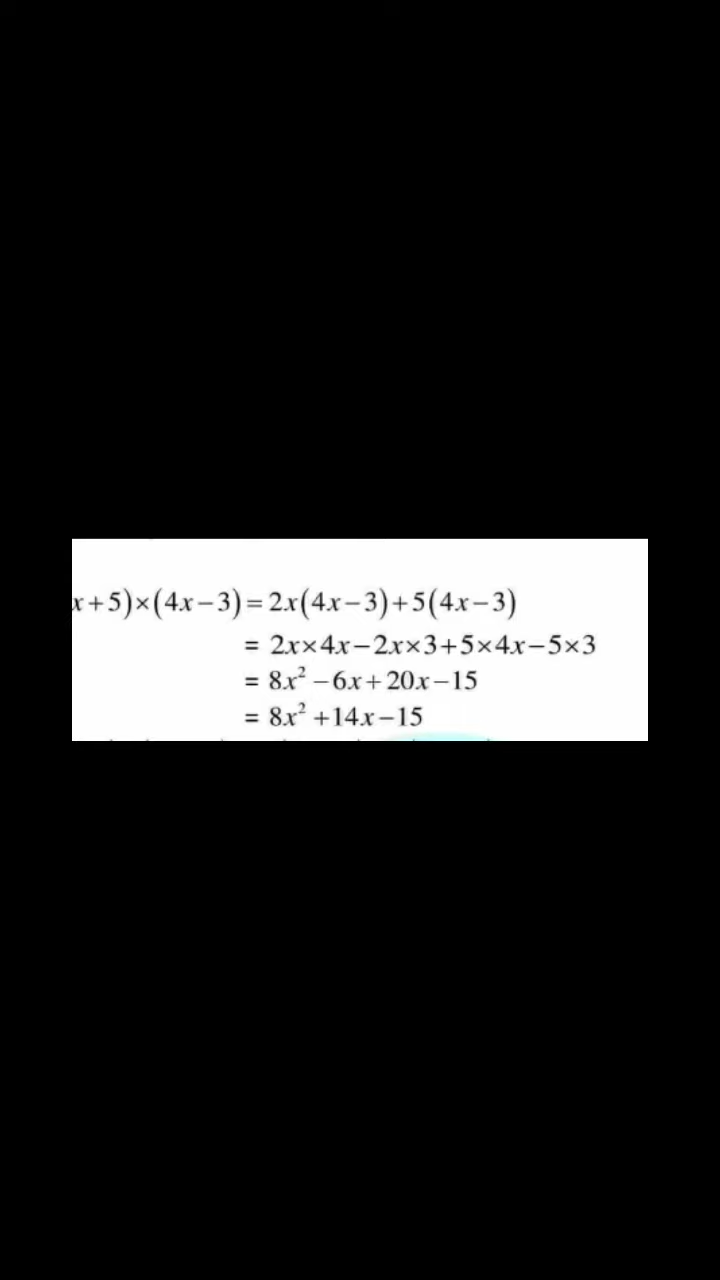 x+5)×(4x−3)=2x(4x−3)+5(4x−3)
= 2x×4x−2x×3+5×4x−5×3
= 8x²−6x+20x−15
= 8x²+14x−15